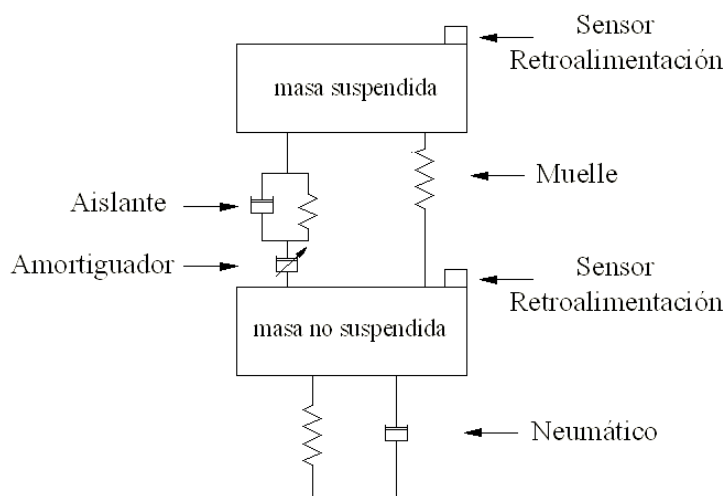 Sensor
Retroalimentación
masa suspendida
Muelle
Aislante
Amortiguador
Sensor
Retroalimentación
masa no suspendida
Neumático